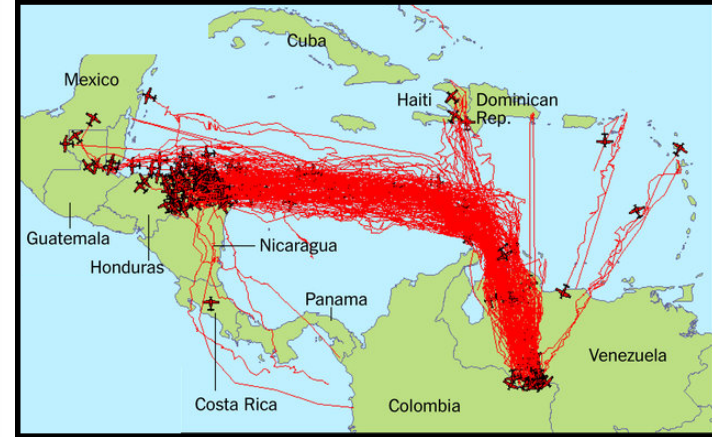 Cuba
Mexico
Haiti
Dominican
Rep.
Guatemala
Nicaragua
Honduras
Panama
Venezuela
Costa Rica
Colombia